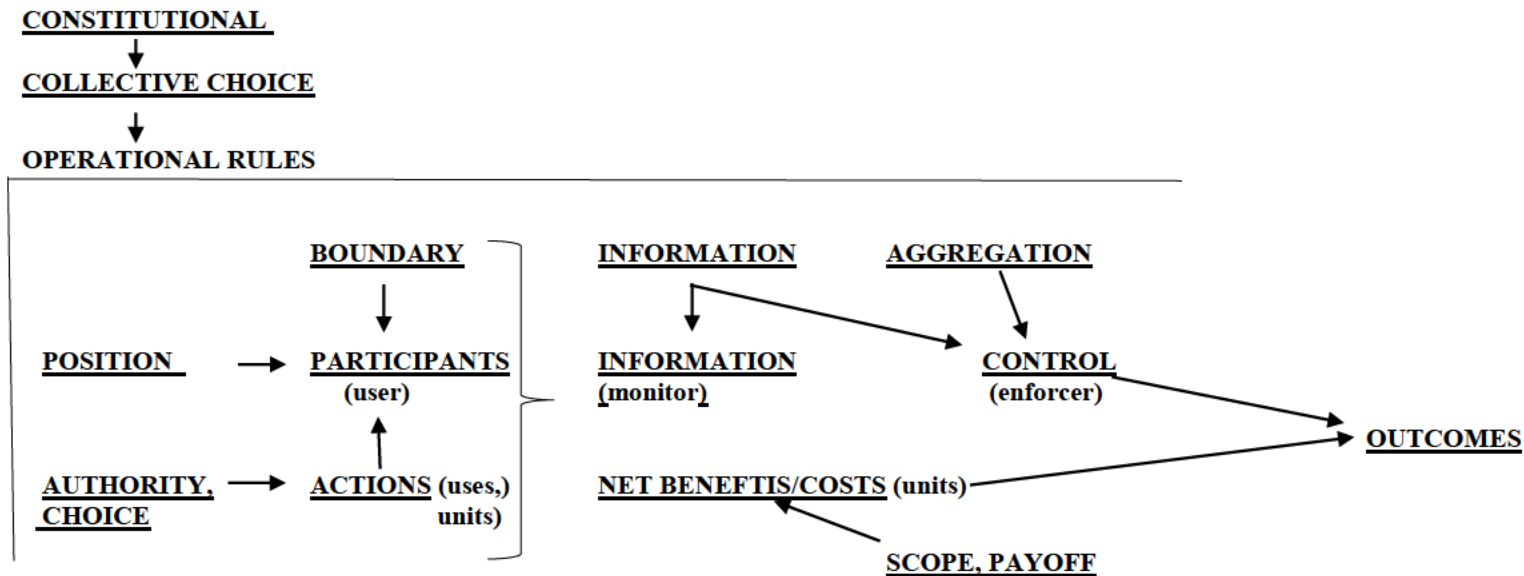 CONSTITUTIONAL
COLLECTIVE CHOICE
OPERATIONAL RULES
BOUNDARY
INFORMATION
AGGREGATION
POSITION
PARTICIPANTS
(user)
INFORMATION
(monitor)
CONTROL
(enforcer)
OUTCOMES
AUTHORITY,
CHOICE
ACTIONS (uses,)
units)
NET BENEFTIS/COSTS (units)
SCOPE, PAYOFF